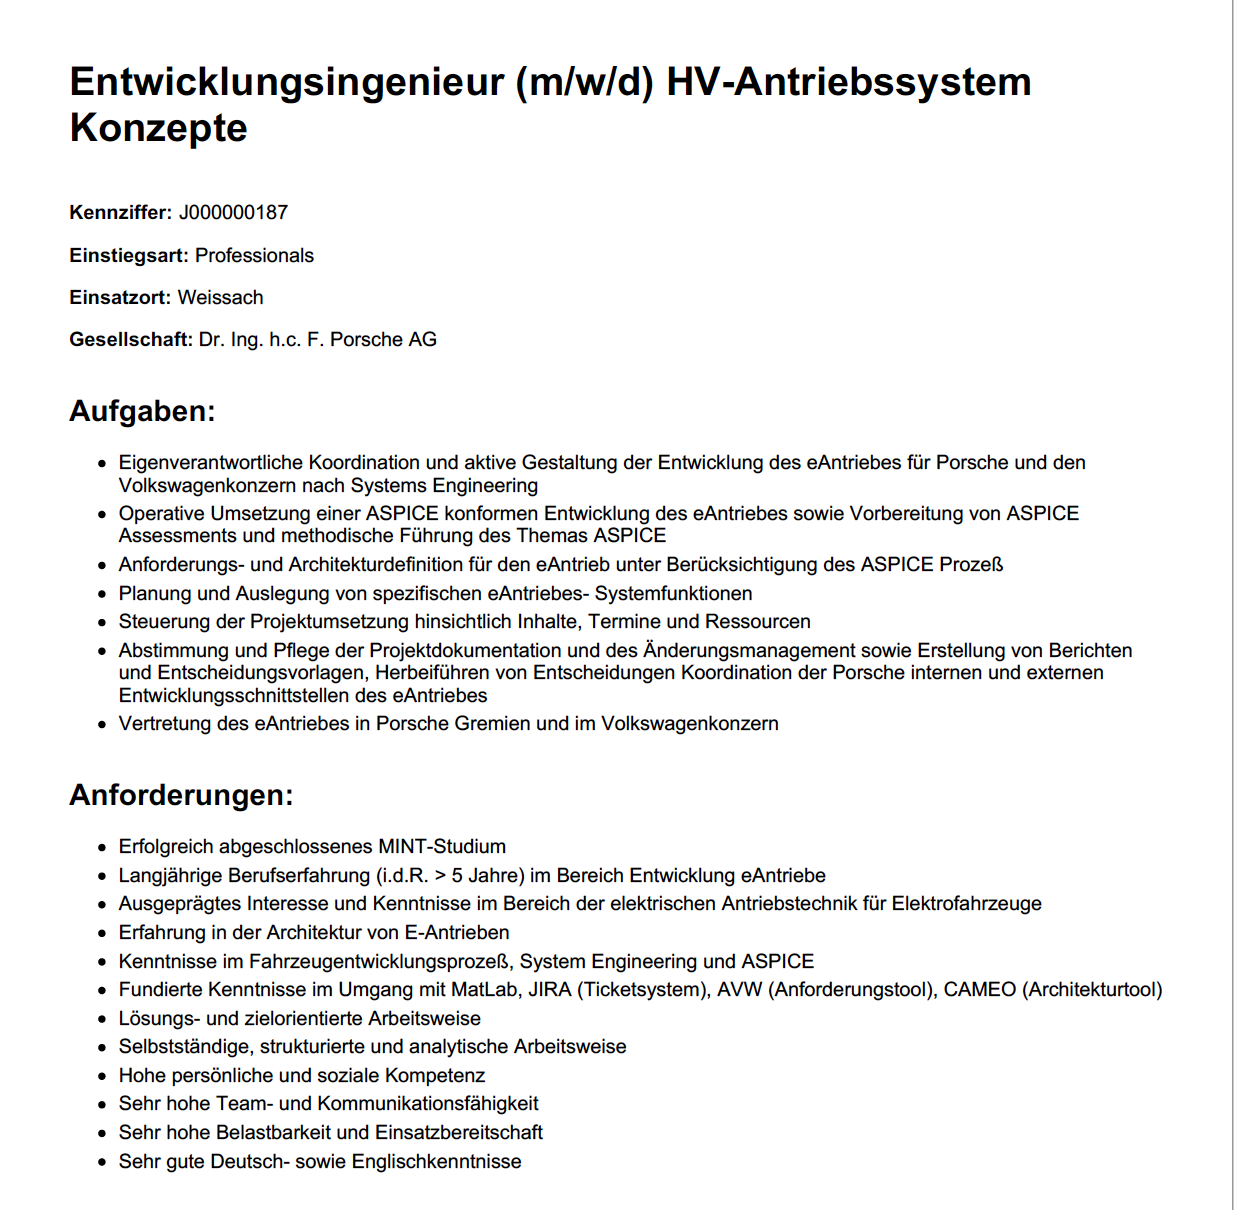 Entwicklungsingenieur (m/w/d) HV-Antriebssystem
Konzepte
Kennziffer: J000000187
Einstiegsart: Professionals
Einsatzort: Weissach
Gesellschaft: Dr. Ing. h.c. F. Porsche AG
Aufgaben:
• Eigenverantwortliche Koordination und aktive Gestaltung der Entwicklung des eAntriebes für Porsche und den
Volkswagenkonzern nach Systems Engineering
• Operative Umsetzung einer ASPICE konformen Entwicklung des eAntriebes sowie Vorbereitung von ASPICE
Assessments und methodische Führung des Themas ASPICE
• Anforderungs- und Architekturdefinition für den eAntrieb unter Berücksichtigung des ASPICE Prozeß
• Planung und Auslegung von spezifischen eAntriebes- Systemfunktionen
• Steuerung der Projektumsetzung hinsichtlich Inhalte, Termine und Ressourcen
• Abstimmung und Pflege der Projektdokumentation und des Änderungsmanagement sowie Erstellung von Berichten
und Entscheidungsvorlagen, Herbeiführen von Entscheidungen Koordination der Porsche internen und externen
Entwicklungsschnittstellen des eAntriebes
• Vertretung des eAntriebes in Porsche Gremien und im Volkswagenkonzern
Anforderungen:
• Erfolgreich abgeschlossenes MINT-Studium
• Langjährige Berufserfahrung (i.d.R. > 5 Jahre) im Bereich Entwicklung eAntriebe
• Ausgeprägtes Interesse und Kenntnisse im Bereich der elektrischen Antriebstechnik für Elektrofahrzeuge
• Erfahrung in der Architektur von E-Antrieben
• Kenntnisse im Fahrzeugentwicklungsprozeß, System Engineering und ASPICE
• Fundierte Kenntnisse im Umgang mit MatLab, JIRA (Ticketsystem), AVW (Anforderungstool), CAMEO (Architekturtool)
• Lösungs- und zielorientierte Arbeitsweise
• Selbstständige, strukturierte und analytische Arbeitsweise
• Hohe persönliche und soziale Kompetenz
• Sehr hohe Team- und Kommunikationsfähigkeit
• Sehr hohe Belastbarkeit und Einsatzbereitschaft
• Sehr gute Deutsch- sowie Englischkenntnisse